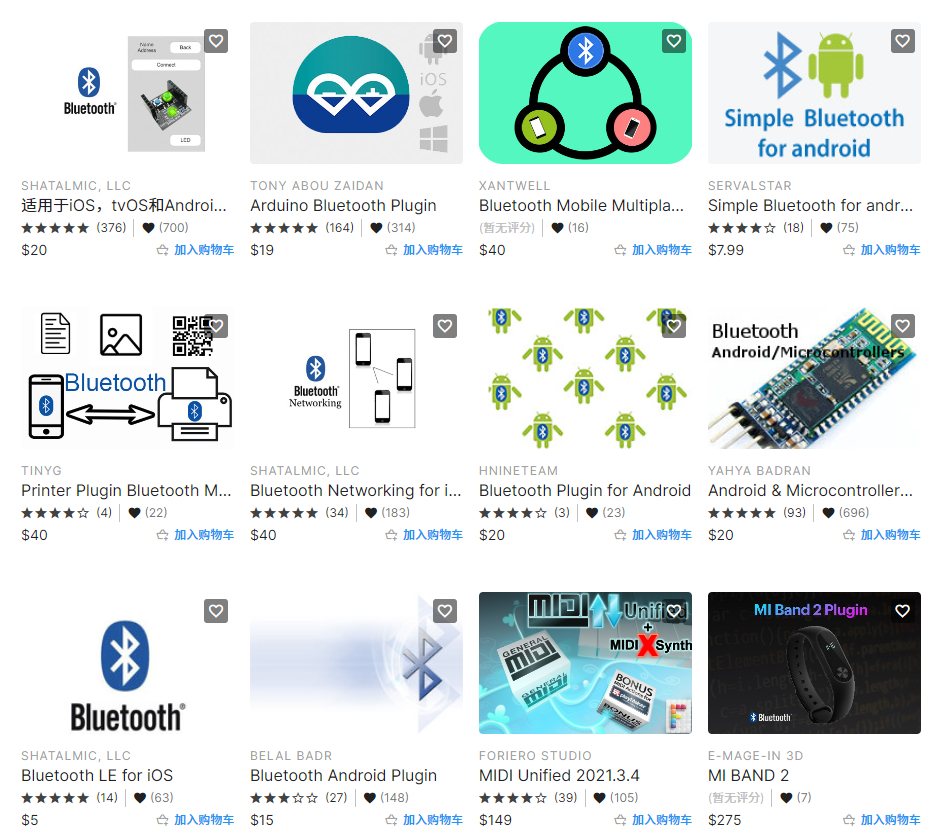 Name
Address
Back
Connect
Bluetooth®
LED
iOS
Simple Bluetooth
for android
SHATALMIC, LLC
适用于iOS，tvOS和Androi...
(376) (700)
$20 加入购物车
TONY ABOU ZAIDAN
Arduino Bluetooth Plugin
(164) (314)
$19 加入购物车
XANTWELL
Bluetooth Mobile Multipla...
(暂无评分) (16)
$40 加入购物车
SERVALSTAR
Simple Bluetooth for andr...
(18) (75)
$7.99 加入购物车
Bluetooth
Bluetooth®
Networking
Bluetooth
Android/Microcontrollers
TINYG
Printer Plugin Bluetooth M...
(4) (22)
$40 加入购物车
SHATALMIC, LLC
Bluetooth Networking for i...
(34) (183)
$40 加入购物车
HNINETEAM
Bluetooth Plugin for Android
(3) (23)
$20 加入购物车
YAHYA BADRAN
Android & Microcontroller...
(93) (696)
$20 加入购物车
Bluetooth®
MIDI Unified
+
MIDI X Synth
GENERAL
MIDI
GENERAL
MIDI
BONUS
playMaker
BONUS
MI Band 2 Plugin
Bluetooth
SHATALMIC, LLC
Bluetooth LE for iOS
(14) (63)
$5 加入购物车
BELAL BADR
Bluetooth Android Plugin
(27) (148)
$15 加入购物车
FORIERO STUDIO
MIDI Unified 2021.3.4
(39) (105)
$149 加入购物车
E-MAGE-IN 3D
MI BAND 2
(暂无评分) (7)
$275 加入购物车